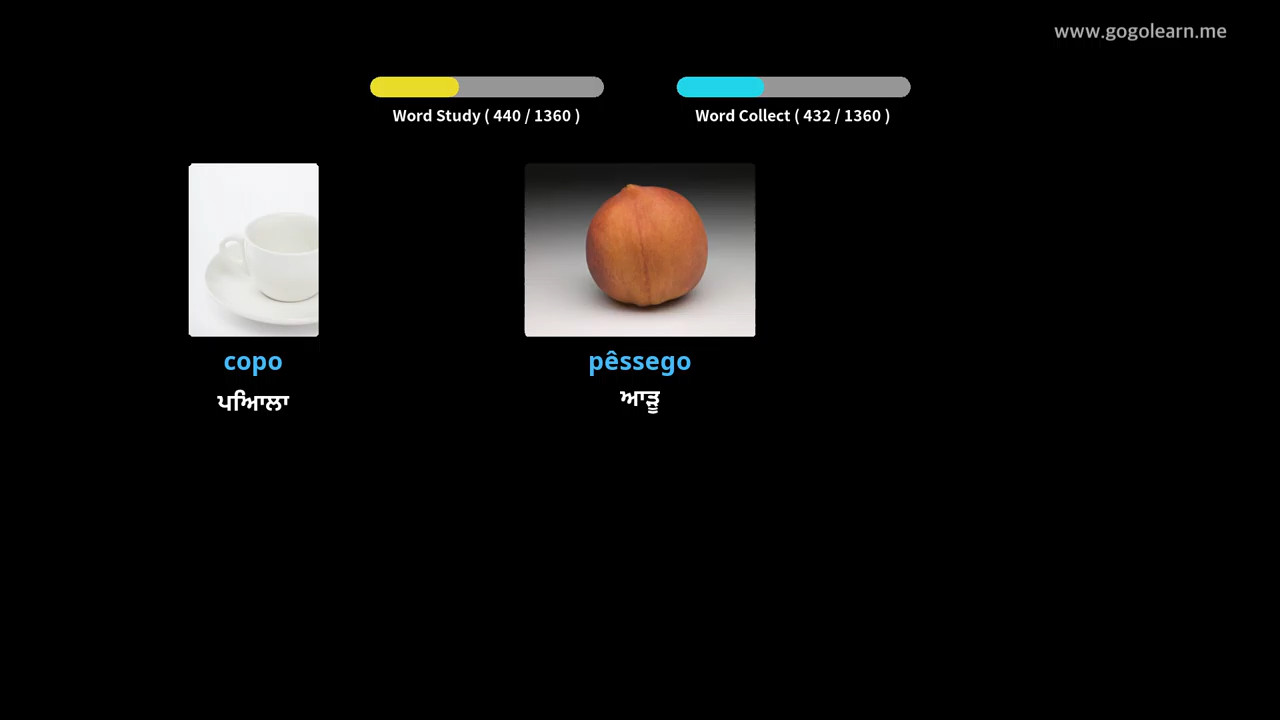 www.gogolearn.me
Word Study ( 440 / 1360 )
Word Collect ( 432 / 1360 )
copo
ਪਿਆਲਾ
pêssego
ਆੜੂ